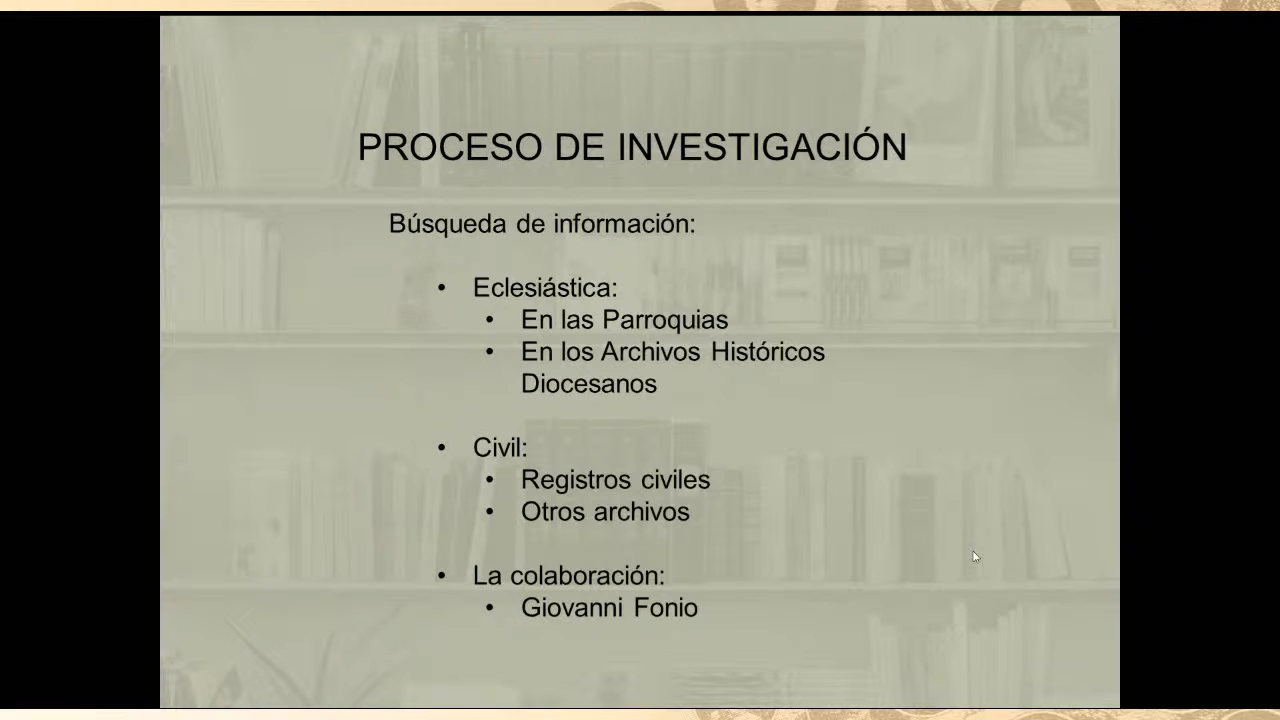 PROCESO DE INVESTIGACIÓN
Búsqueda de información:
• Eclesiástica:
• En las Parroquias
• En los Archivos Históricos
Diocesanos
• Civil:
• Registros civiles
• Otros archivos
• La colaboración:
• Giovanni Fonio